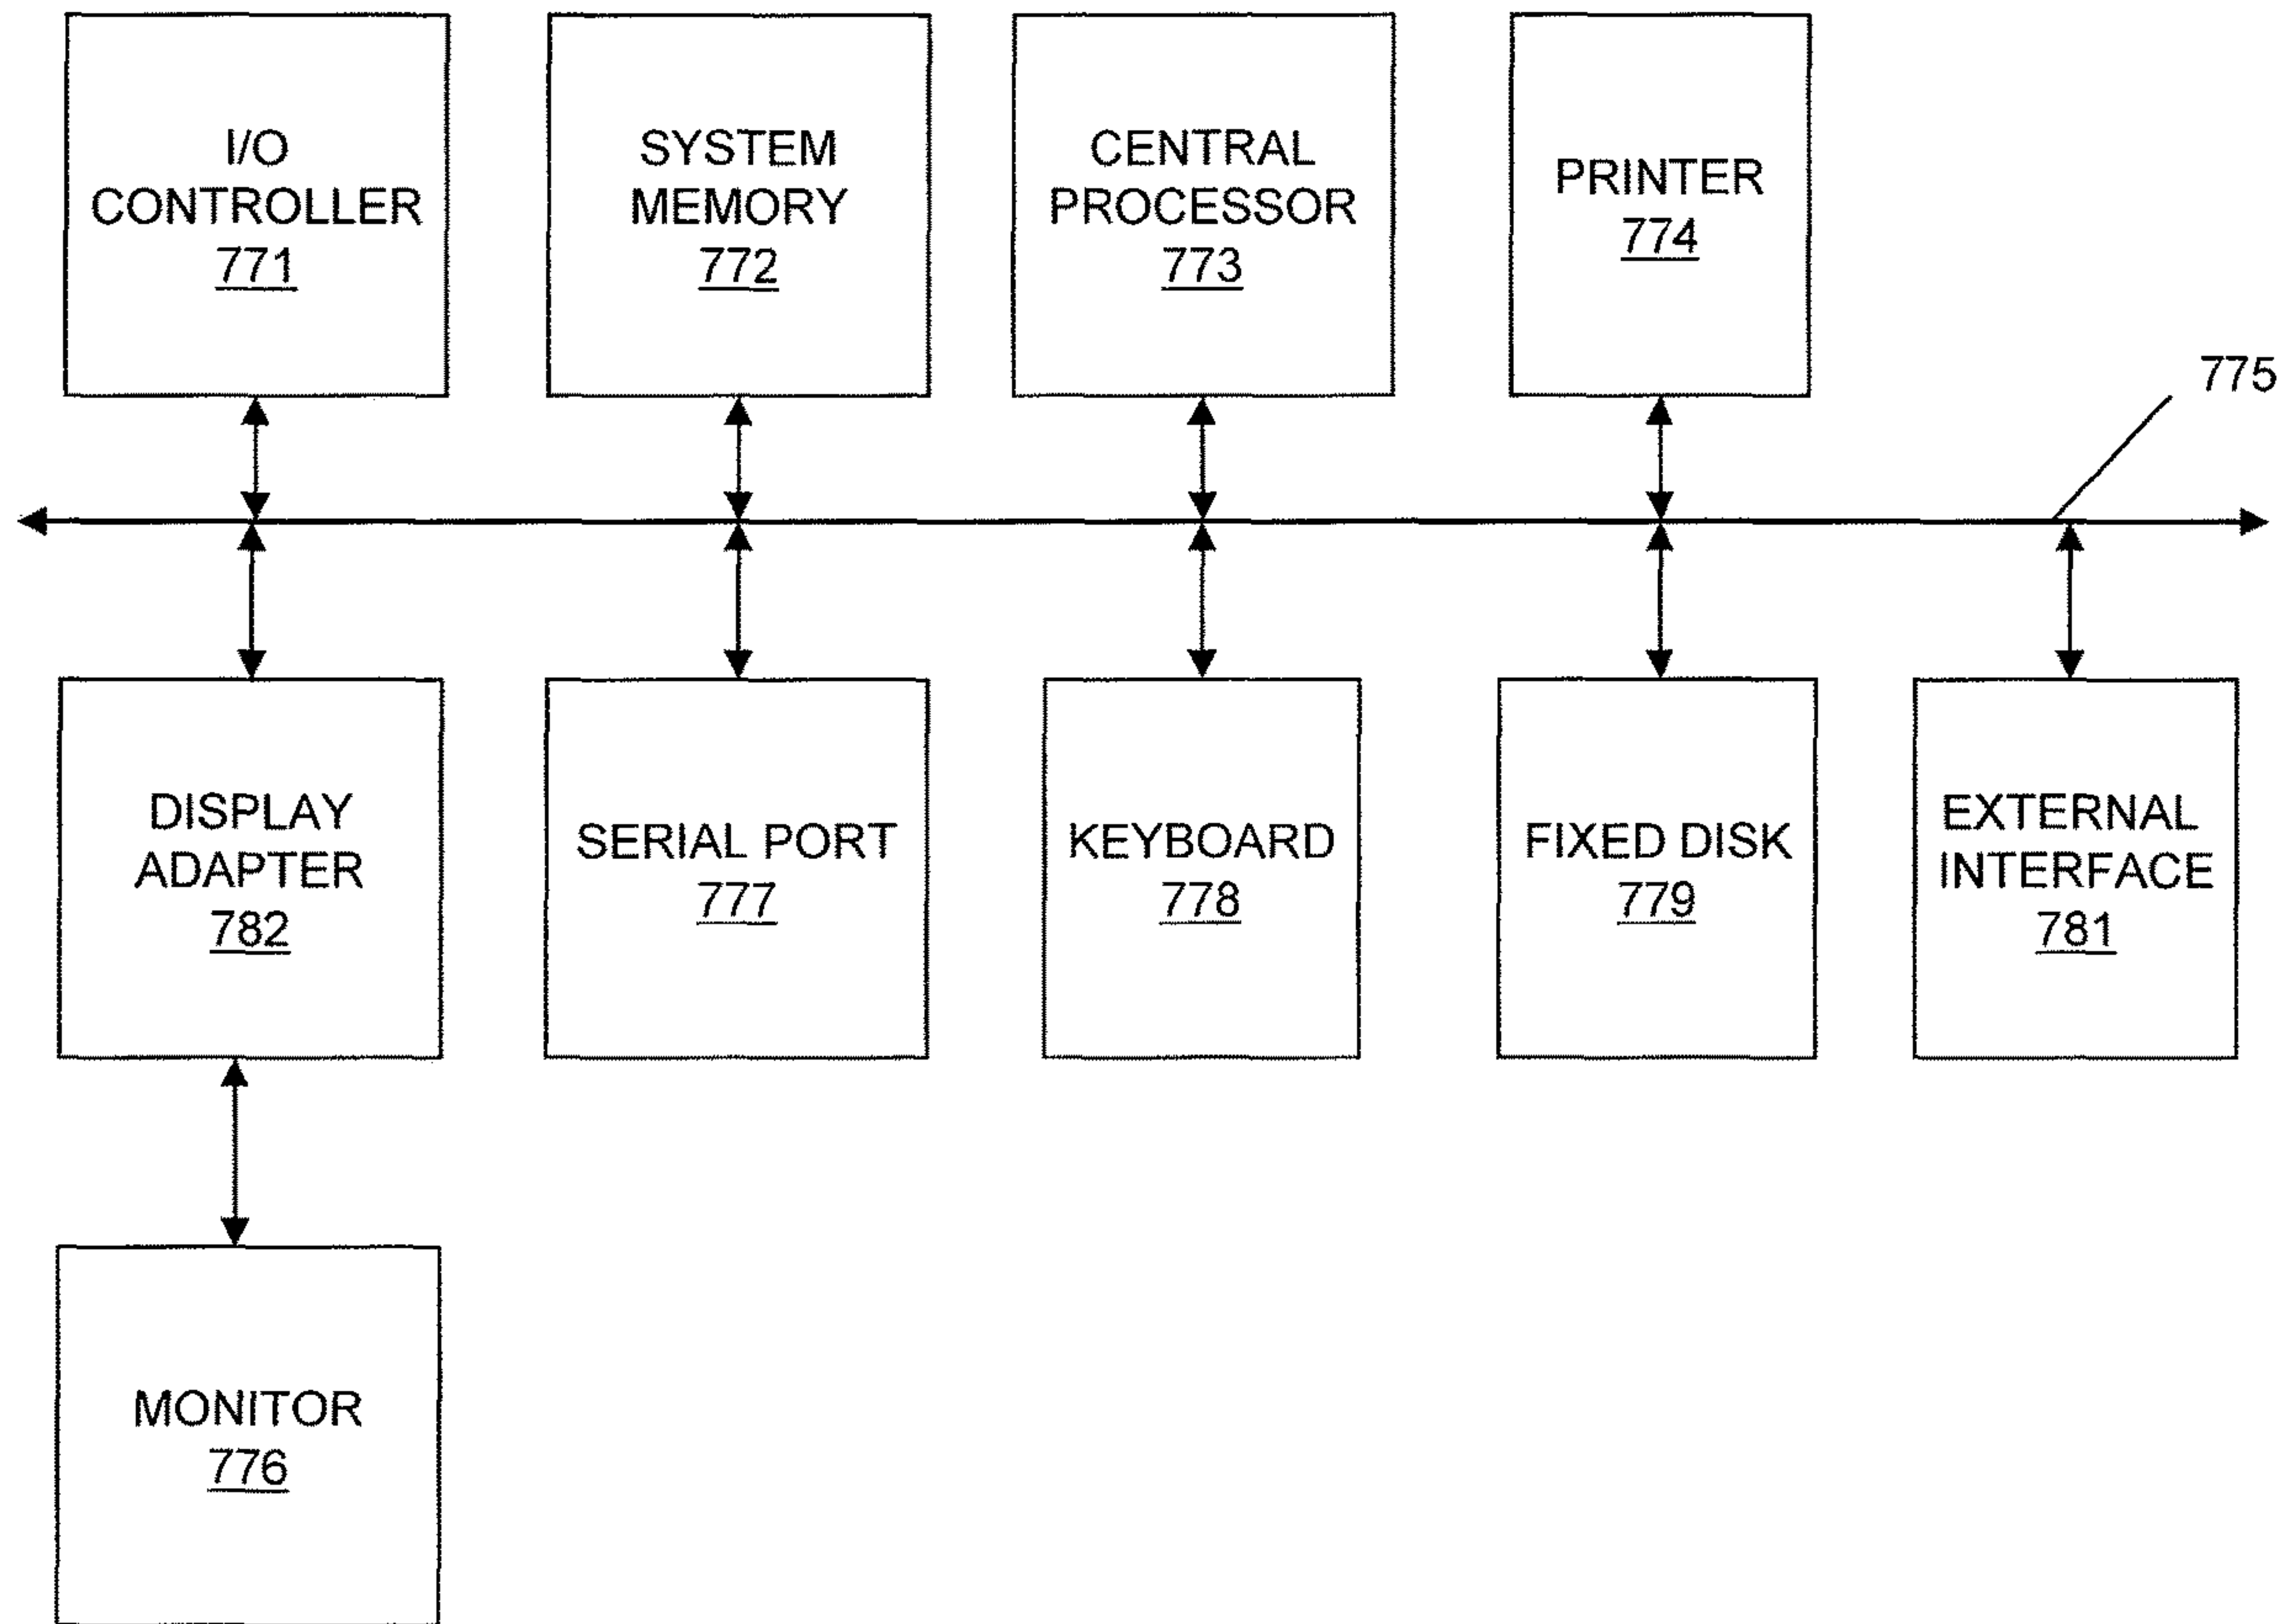 I/O
CONTROLLER
771
SYSTEM
MEMORY
772
CENTRAL
PROCESSOR
773
PRINTER
774
775
DISPLAY
ADAPTER
782
SERIAL PORT
777
KEYBOARD
778
FIXED DISK
779
EXTERNAL
INTERFACE
781
MONITOR
776